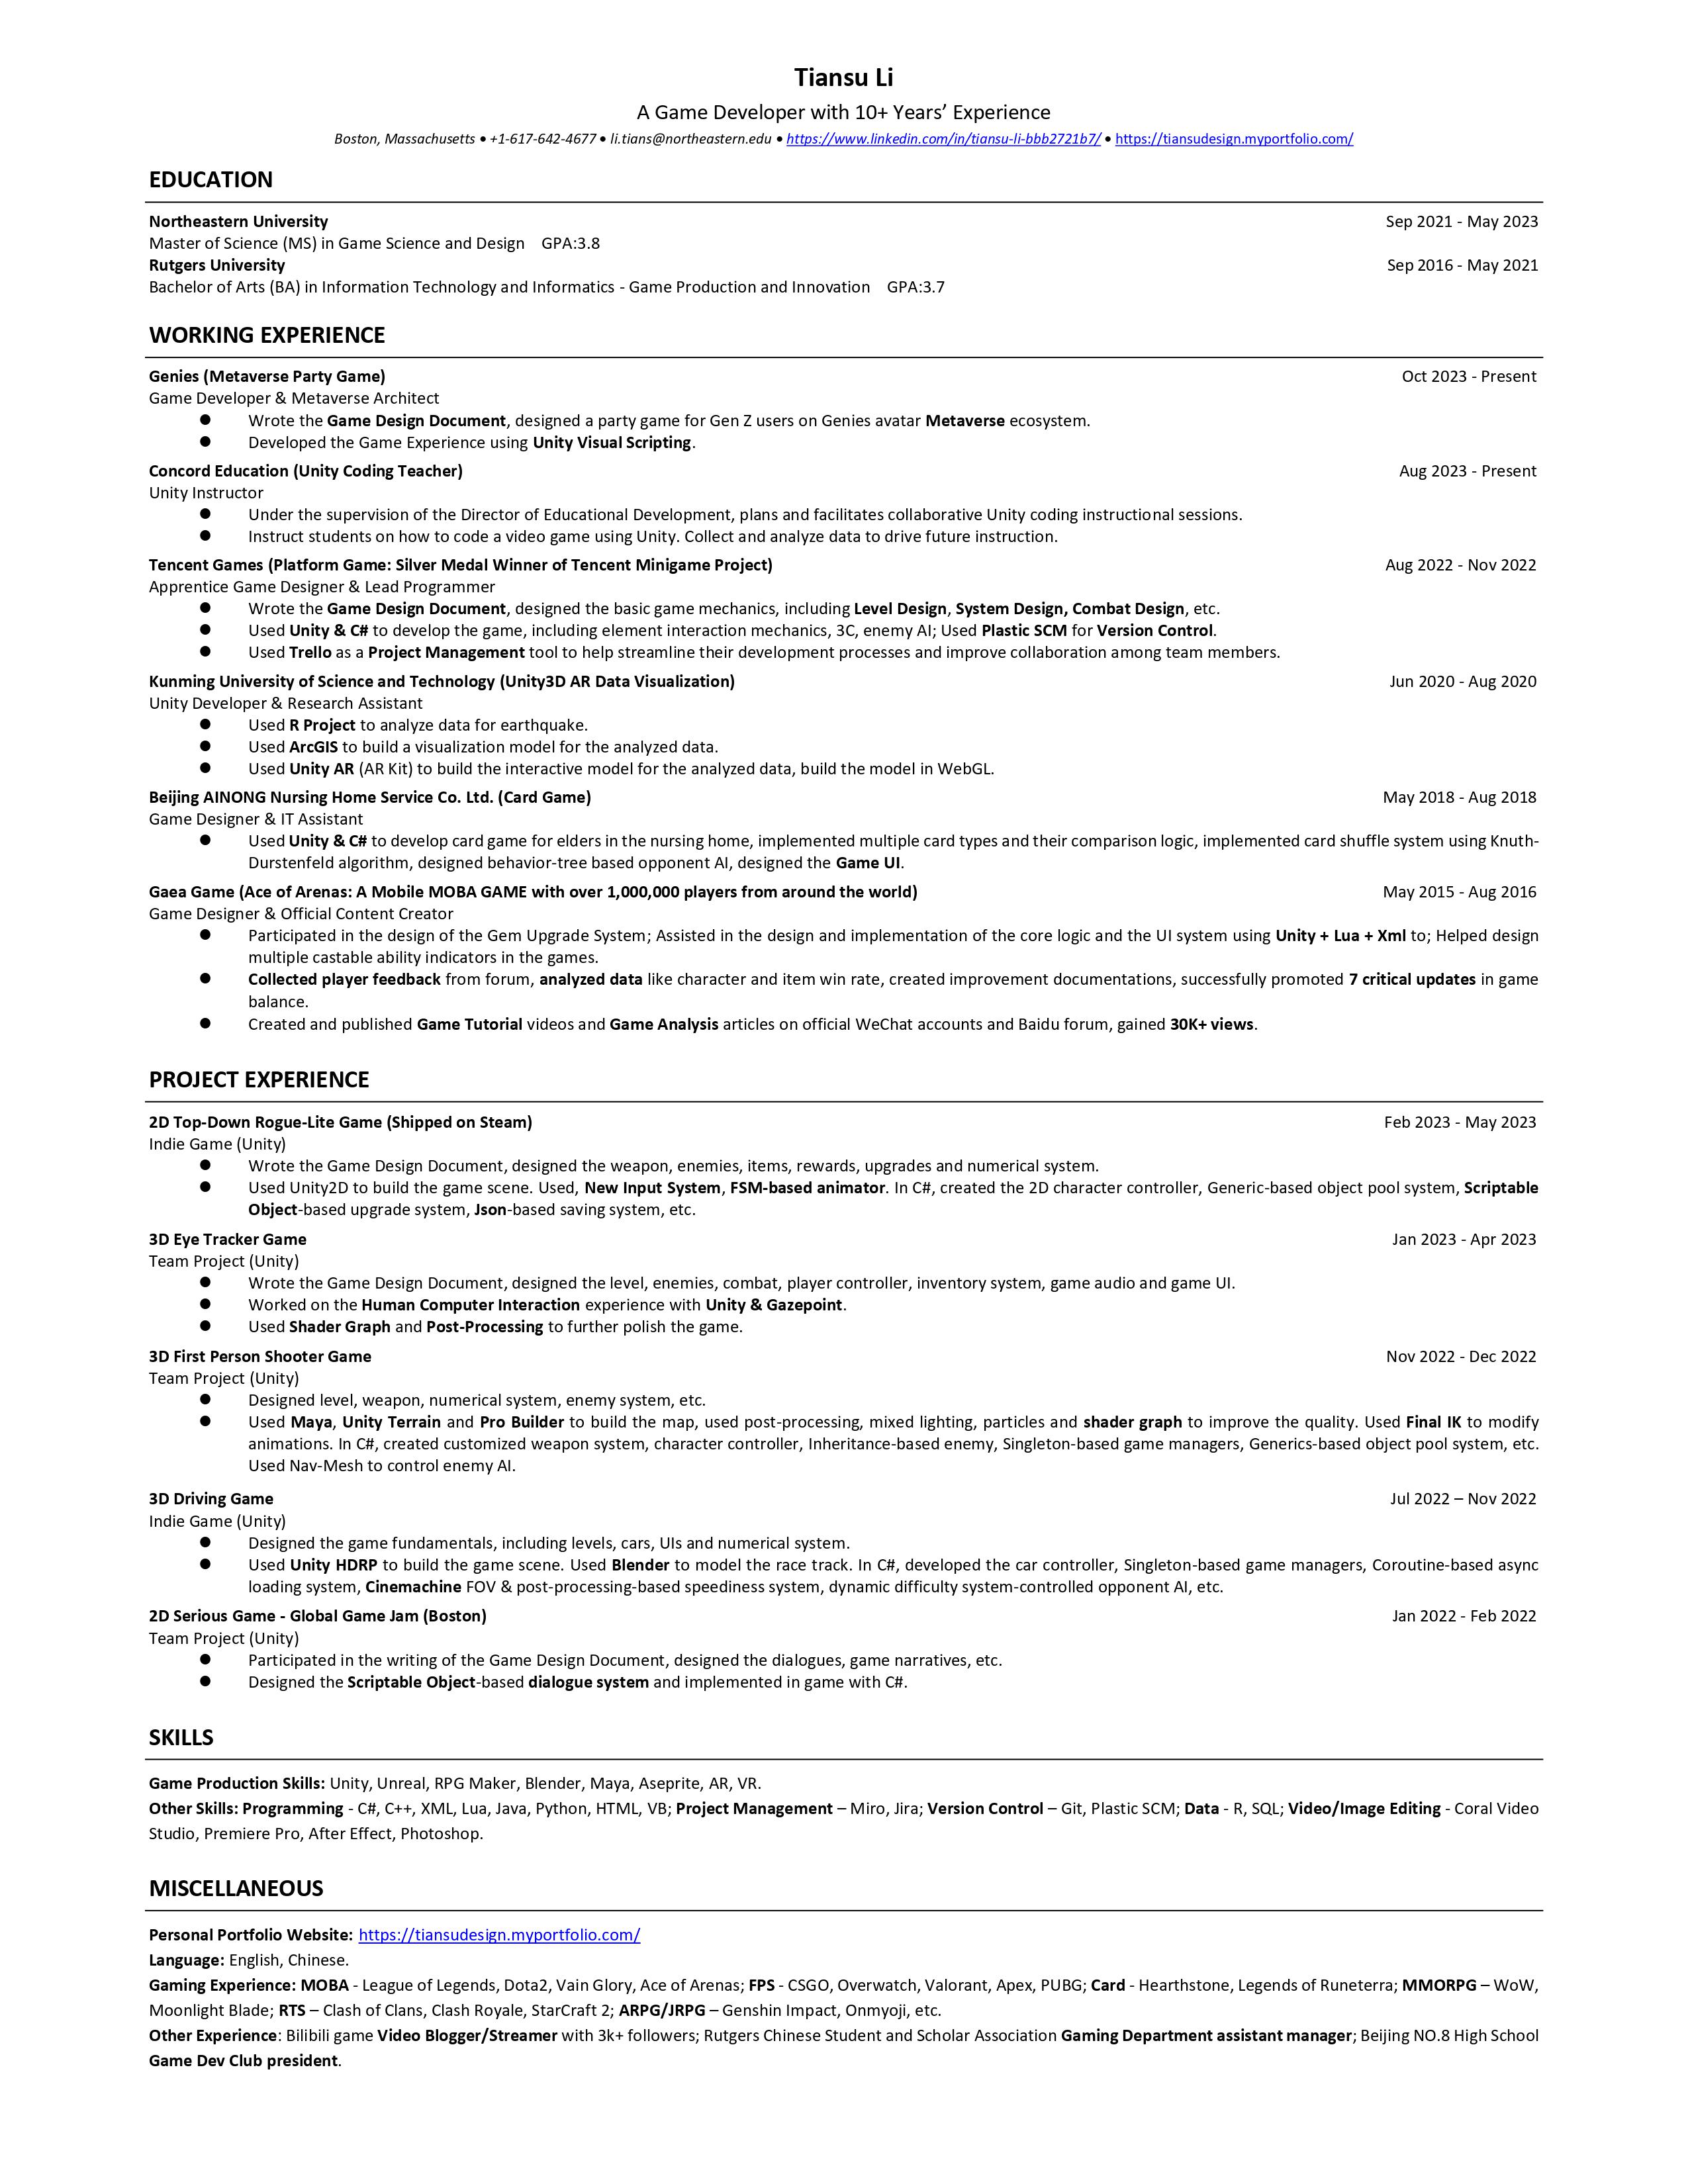 Tiansu Li
A Game Developer with 10+ Years’ Experience
Boston, Massachusetts • +1-617-642-4677 • li.tians@northeastern.edu • https://www.linkedin.com/in/tiansu-li-bbb2721b7/ • https://tiansudesign.myportfolio.com/
EDUCATION
Northeastern University Sep 2021 - May 2023
Master of Science (MS) in Game Science and Design GPA:3.8
Rutgers University Sep 2016 - May 2021
Bachelor of Arts (BA) in Information Technology and Informatics - Game Production and Innovation GPA:3.7
WORKING EXPERIENCE
Genies (Metaverse Party Game) Oct 2023 - Present
Game Developer & Metaverse Architect
● Wrote the Game Design Document, designed a party game for Gen Z users on Genies avatar Metaverse ecosystem.
● Developed the Game Experience using Unity Visual Scripting.
Concord Education (Unity Coding Teacher) Aug 2023 - Present
Unity Instructor
● Under the supervision of the Director of Educational Development, plans and facilitates collaborative Unity coding instructional sessions.
● Instruct students on how to code a video game using Unity. Collect and analyze data to drive future instruction.
Tencent Games (Platform Game: Silver Medal Winner of Tencent Minigame Project) Aug 2022 - Nov 2022
Apprentice Game Designer & Lead Programmer
● Wrote the Game Design Document, designed the basic game mechanics, including Level Design, System Design, Combat Design, etc.
● Used Unity & C# to develop the game, including element interaction mechanics, 3C, enemy AI; Used Plastic SCM for Version Control.
● Used Trello as a Project Management tool to help streamline their development processes and improve collaboration among team members.
Kunming University of Science and Technology (Unity3D AR Data Visualization) Jun 2020 - Aug 2020
Unity Developer & Research Assistant
● Used R Project to analyze data for earthquake.
● Used ArcGIS to build a visualization model for the analyzed data.
● Used Unity AR (AR Kit) to build the interactive model for the analyzed data, build the model in WebGL.
Beijing AINONG Nursing Home Service Co. Ltd. (Card Game) May 2018 - Aug 2018
Game Designer & IT Assistant
● Used Unity & C# to develop card game for elders in the nursing home, implemented multiple card types and their comparison logic, implemented card shuffle system using Knuth-
Durstenfeld algorithm, designed behavior-tree based opponent AI, designed the Game UI.
Gaea Game (Ace of Arenas: A Mobile MOBA GAME with over 1,000,000 players from around the world) May 2015 - Aug 2016
Game Designer & Official Content Creator
● Participated in the design of the Gem Upgrade System; Assisted in the design and implementation of the core logic and the UI system using Unity + Lua + Xml to; Helped design
multiple castable ability indicators in the games.
● Collected player feedback from forum, analyzed data like character and item win rate, created improvement documentations, successfully promoted 7 critical updates in game
balance.
● Created and published Game Tutorial videos and Game Analysis articles on official WeChat accounts and Baidu forum, gained 30K+ views.
PROJECT EXPERIENCE
2D Top-Down Rogue-Lite Game (Shipped on Steam) Feb 2023 - May 2023
Indie Game (Unity)
● Wrote the Game Design Document, designed the weapon, enemies, items, rewards, upgrades and numerical system.
● Used Unity2D to build the game scene. Used, New Input System, FSM-based animator. In C#, created the 2D character controller, Generic-based object pool system, Scriptable
Object-based upgrade system, Json-based saving system, etc.
3D Eye Tracker Game Jan 2023 - Apr 2023
Team Project (Unity)
● Wrote the Game Design Document, designed the level, enemies, combat, player controller, inventory system, game audio and game UI.
● Worked on the Human Computer Interaction experience with Unity & Gazepoint.
● Used Shader Graph and Post-Processing to further polish the game.
3D First Person Shooter Game Nov 2022 - Dec 2022
Team Project (Unity)
● Designed level, weapon, numerical system, enemy system, etc.
● Used Maya, Unity Terrain and Pro Builder to build the map, used post-processing, mixed lighting, particles and shader graph to improve the quality. Used Final IK to modify
animations. In C#, created customized weapon system, character controller, Inheritance-based enemy, Singleton-based game managers, Generics-based object pool system, etc.
Used Nav-Mesh to control enemy AI.
3D Driving Game Jul 2022 – Nov 2022
Indie Game (Unity)
● Designed the game fundamentals, including levels, cars, UIs and numerical system.
● Used Unity HDRP to build the game scene. Used Blender to model the race track. In C#, developed the car controller, Singleton-based game managers, Coroutine-based async
loading system, Cinemachine FOV & post-processing-based speediness system, dynamic difficulty system-controlled opponent AI, etc.
2D Serious Game - Global Game Jam (Boston) Jan 2022 - Feb 2022
Team Project (Unity)
● Participated in the writing of the Game Design Document, designed the dialogues, game narratives, etc.
● Designed the Scriptable Object-based dialogue system and implemented in game with C#.
SKILLS
Game Production Skills: Unity, Unreal, RPG Maker, Blender, Maya, Aseprite, AR, VR.
Other Skills: Programming - C#, C++, XML, Lua, Java, Python, HTML, VB; Project Management – Miro, Jira; Version Control – Git, Plastic SCM; Data - R, SQL; Video/Image Editing - Coral Video
Studio, Premiere Pro, After Effect, Photoshop.
MISCELLANEOUS
Personal Portfolio Website: https://tiansudesign.myportfolio.com/
Language: English, Chinese.
Gaming Experience: MOBA - League of Legends, Dota2, Vain Glory, Ace of Arenas; FPS - CSGO, Overwatch, Valorant, Apex, PUBG; Card - Hearthstone, Legends of Runeterra; MMORPG – WoW,
Moonlight Blade; RTS – Clash of Clans, Clash Royale, StarCraft 2; ARPG/JRPG – Genshin Impact, Onmyoji, etc.
Other Experience: Bilibili game Video Blogger/Streamer with 3k+ followers; Rutgers Chinese Student and Scholar Association Gaming Department assistant manager; Beijing NO.8 High School
Game Dev Club president.